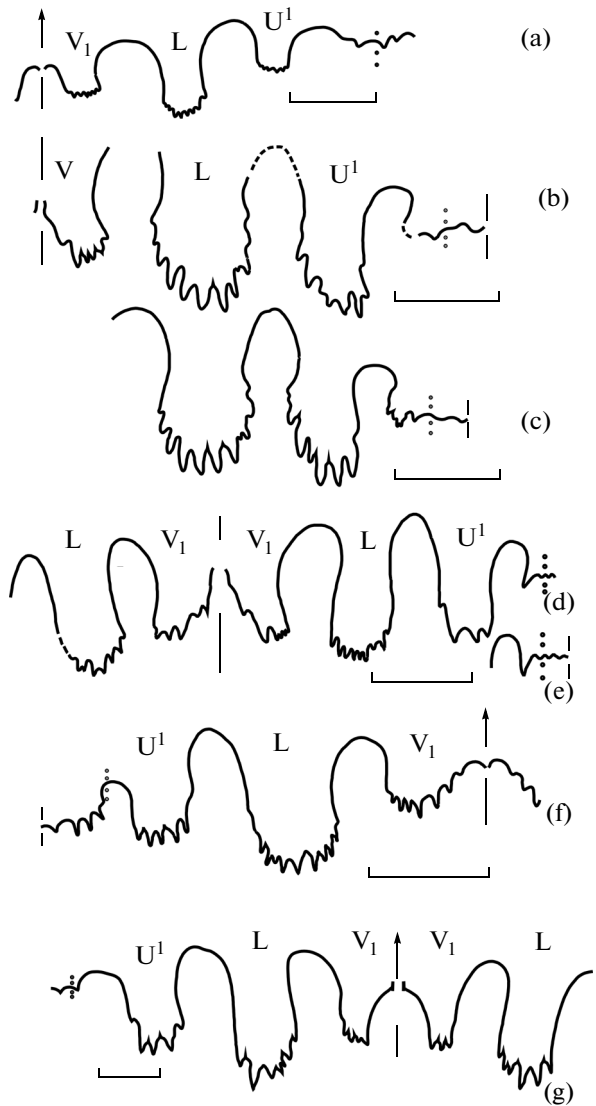 V₁ L U¹ (a)
V L U¹ (b)
(c)
L V₁ V₁ L U¹ (d)
(e)
U¹ L V₁ (f)
U¹ L V₁ V₁ L (g)